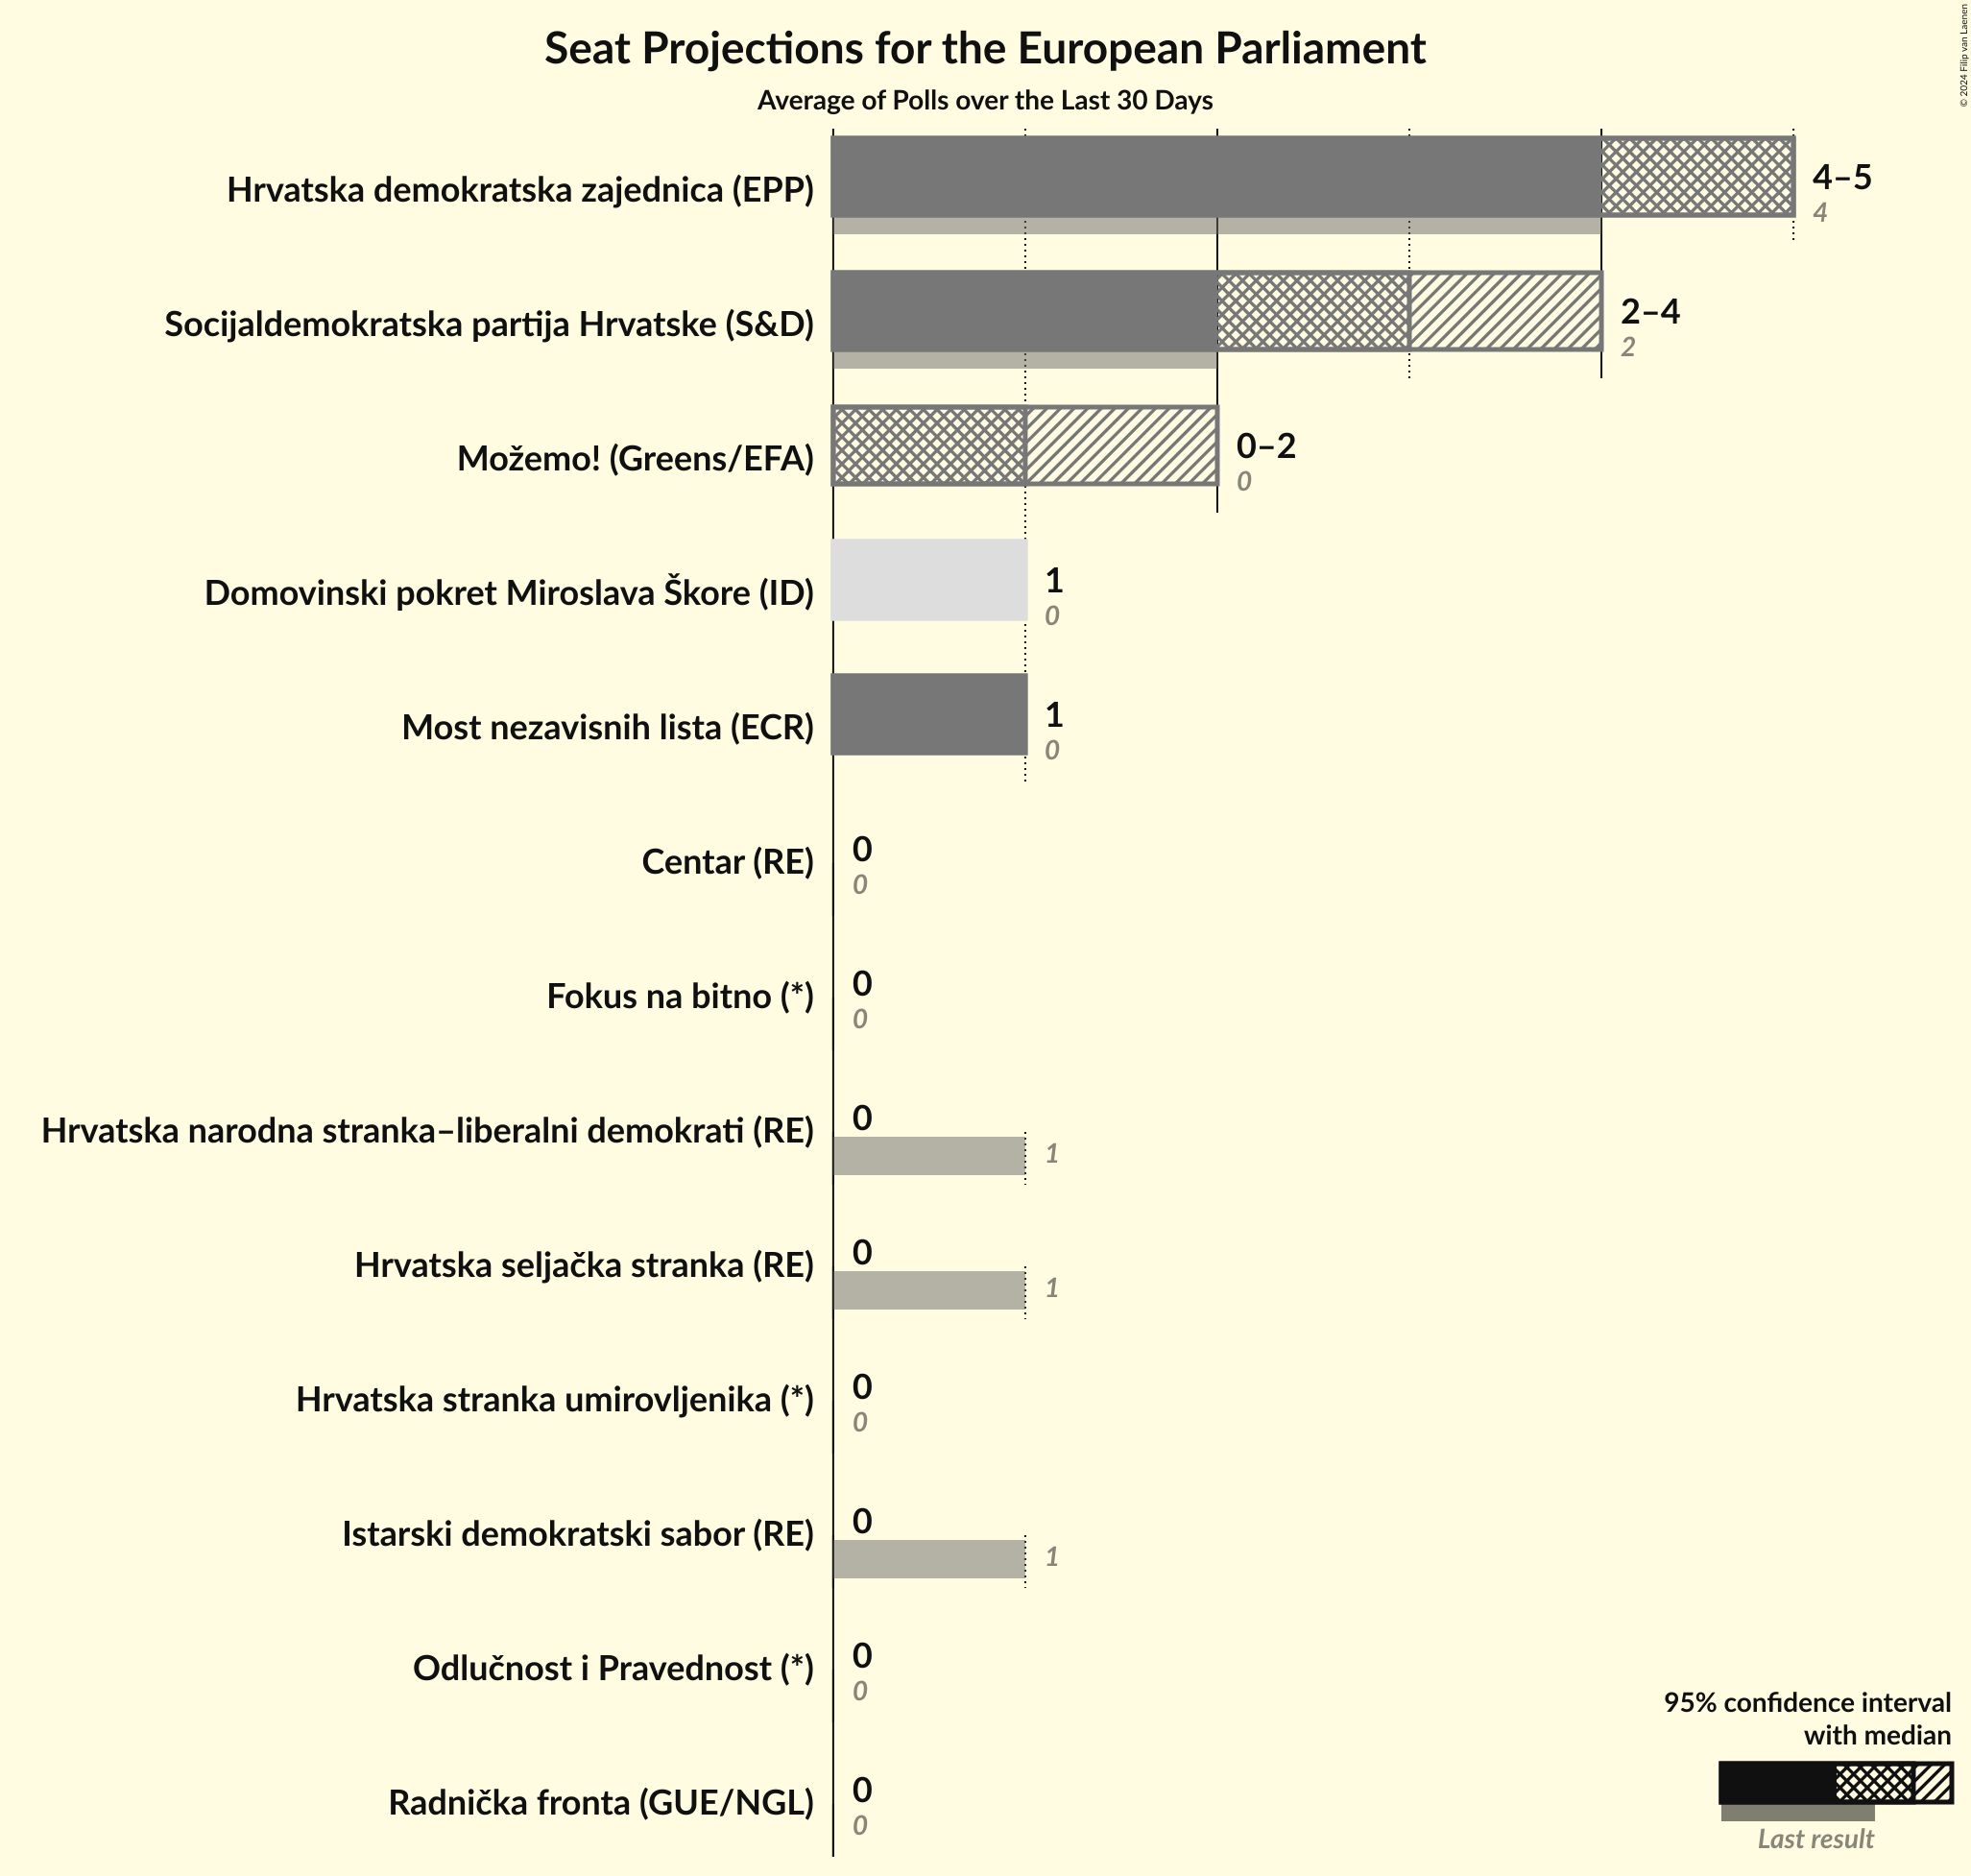 Seat Projections for the European Parliament
Average of Polls over the Last 30 Days
© 2024 Filip van Laenen
Hrvatska demokratska zajednica (EPP)
4–5
4
Socijaldemokratska partija Hrvatske (S&D)
2–4
2
Možemo! (Greens/EFA)
0–2
0
Domovinski pokret Miroslava Škore (ID)
1
0
Most nezavisnih lista (ECR)
1
0
Centar (RE)
0
0
Fokus na bitno (*)
0
0
Hrvatska narodna stranka–liberalni demokrati (RE)
0
1
Hrvatska seljačka stranka (RE)
0
1
Hrvatska stranka umirovljenika (*)
0
0
Istarski demokratski sabor (RE)
0
1
Odlučnost i Pravednost (*)
0
0
Radnička fronta (GUE/NGL)
0
0
95% confidence interval
with median
Last result